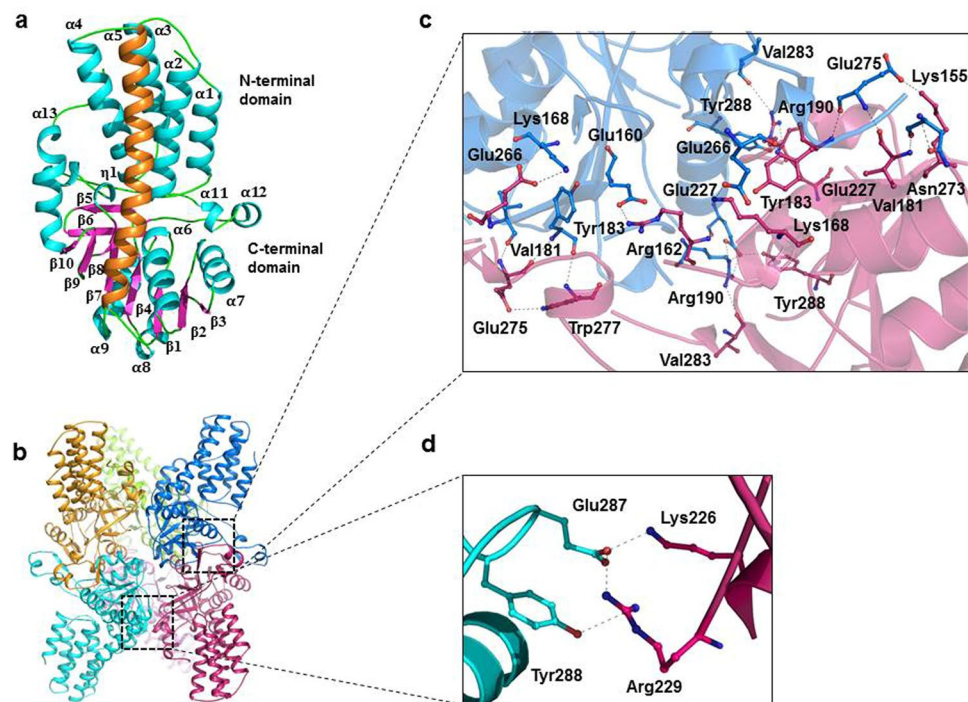 a
α4
α5
α3
α2
α1
N-terminal
domain
α13
η1
β5
β6
α11
α12
α6
β10
β9
β8
β7
β4
C-terminal
domain
α7
β3
β2
β1
α9
α8
b
c
Val283
Glu275
Lys155
Tyr288
Arg190
Lys168
Glu160
Glu266
Glu266
Glu227
Glu227
Asn273
Tyr183
Val181
Tyr183
Val181
Lys168
Arg162
Arg190
Tyr288
Glu275
Trp277
Val283
d
Glu287
Lys226
Tyr288
Arg229